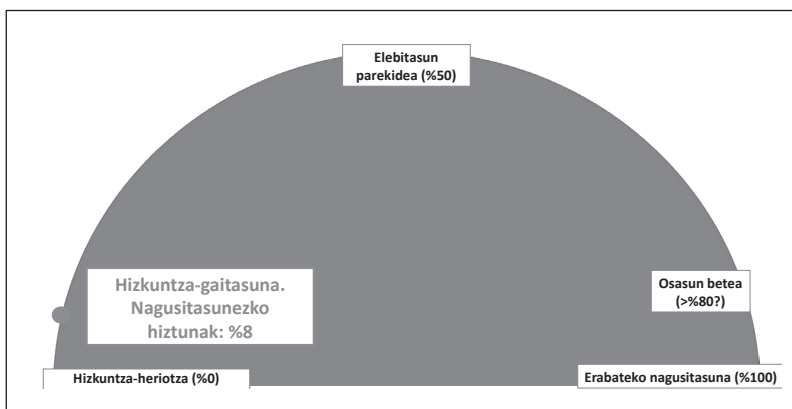 Elebitasun
parekidea (%50)
Hizkuntza-gaitasuna.
Nagusitasunezko
hiztunak: %8
Osasun betea
(>%80?)
Hizkuntza-heriotza (%0)
Erabateko nagusitasuna (%100)